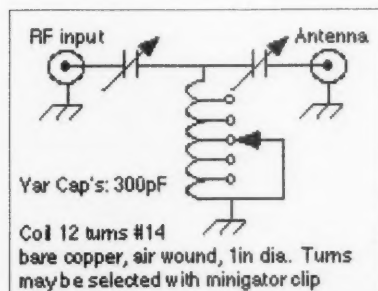 RF input
Antenna
Var Cap's: 300pF
Coil 12 turns #14
bare copper, air wound, 1in dia.. Turns
may be selected with minigator clip